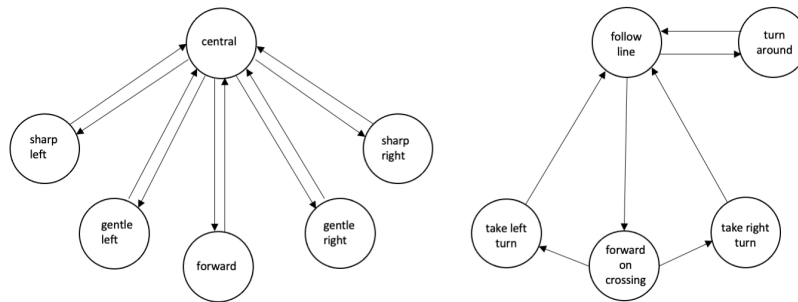 central
sharp
left
gentle
left
forward
gentle
right
sharp
right
follow
line
turn
around
take left
turn
forward
on
crossing
take right
turn